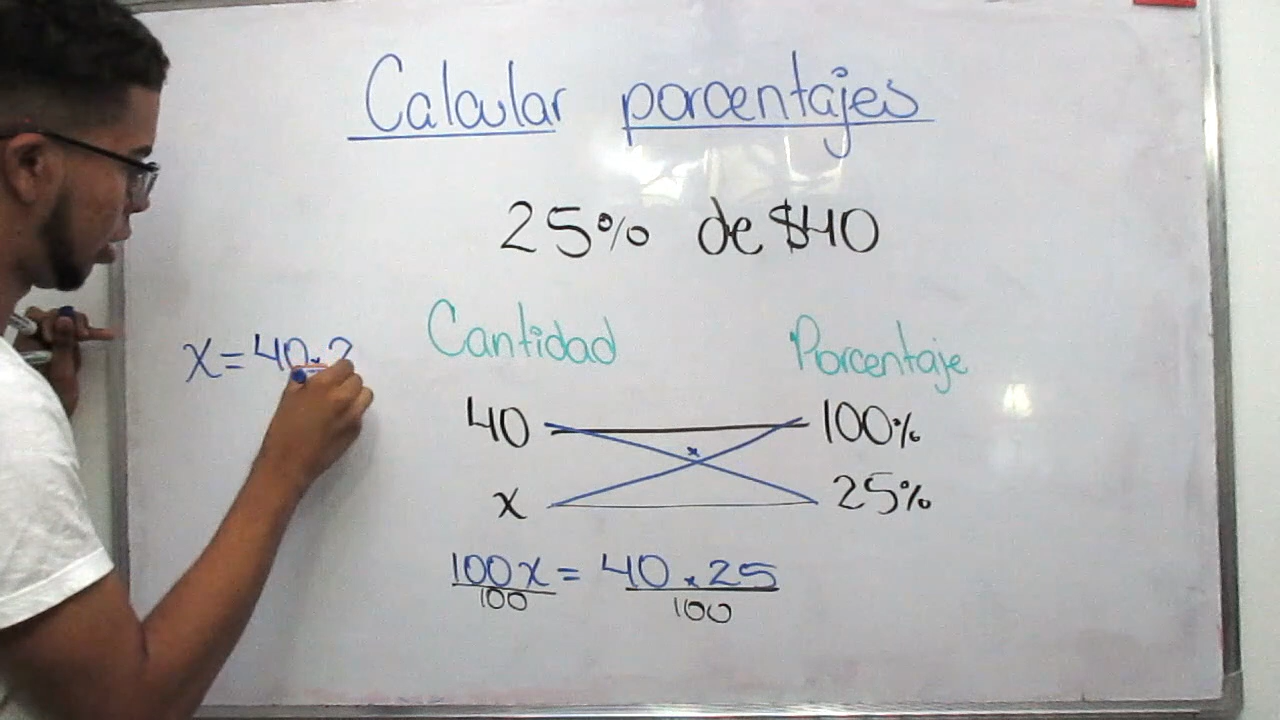 Calcular porcentajes
25% de $40
Cantidad Porcentaje
40 100%
x 25%
100x = 40 . 25
100 100
x = 40 . 2